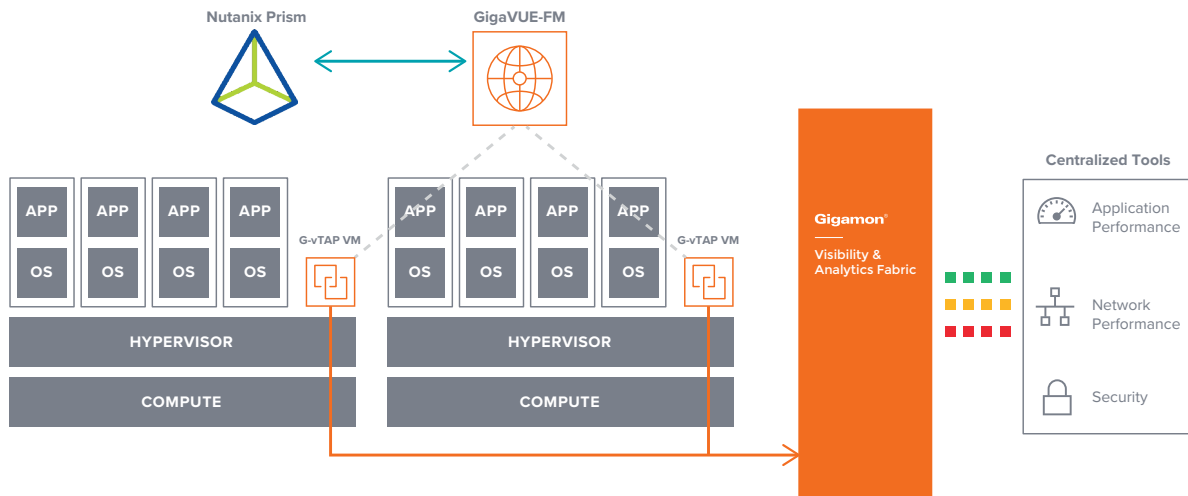 Nutanix Prism
GigaVUE-FM
Centralized Tools
APP APP APP APP
APP APP APP APP
Application
Performance
Gigamon®
G-vTAP VM
G-vTAP VM
Visibility &
Analytics Fabric
OS OS OS OS
OS OS OS OS
Network
Performance
HYPERVISOR
HYPERVISOR
COMPUTE
COMPUTE
Security